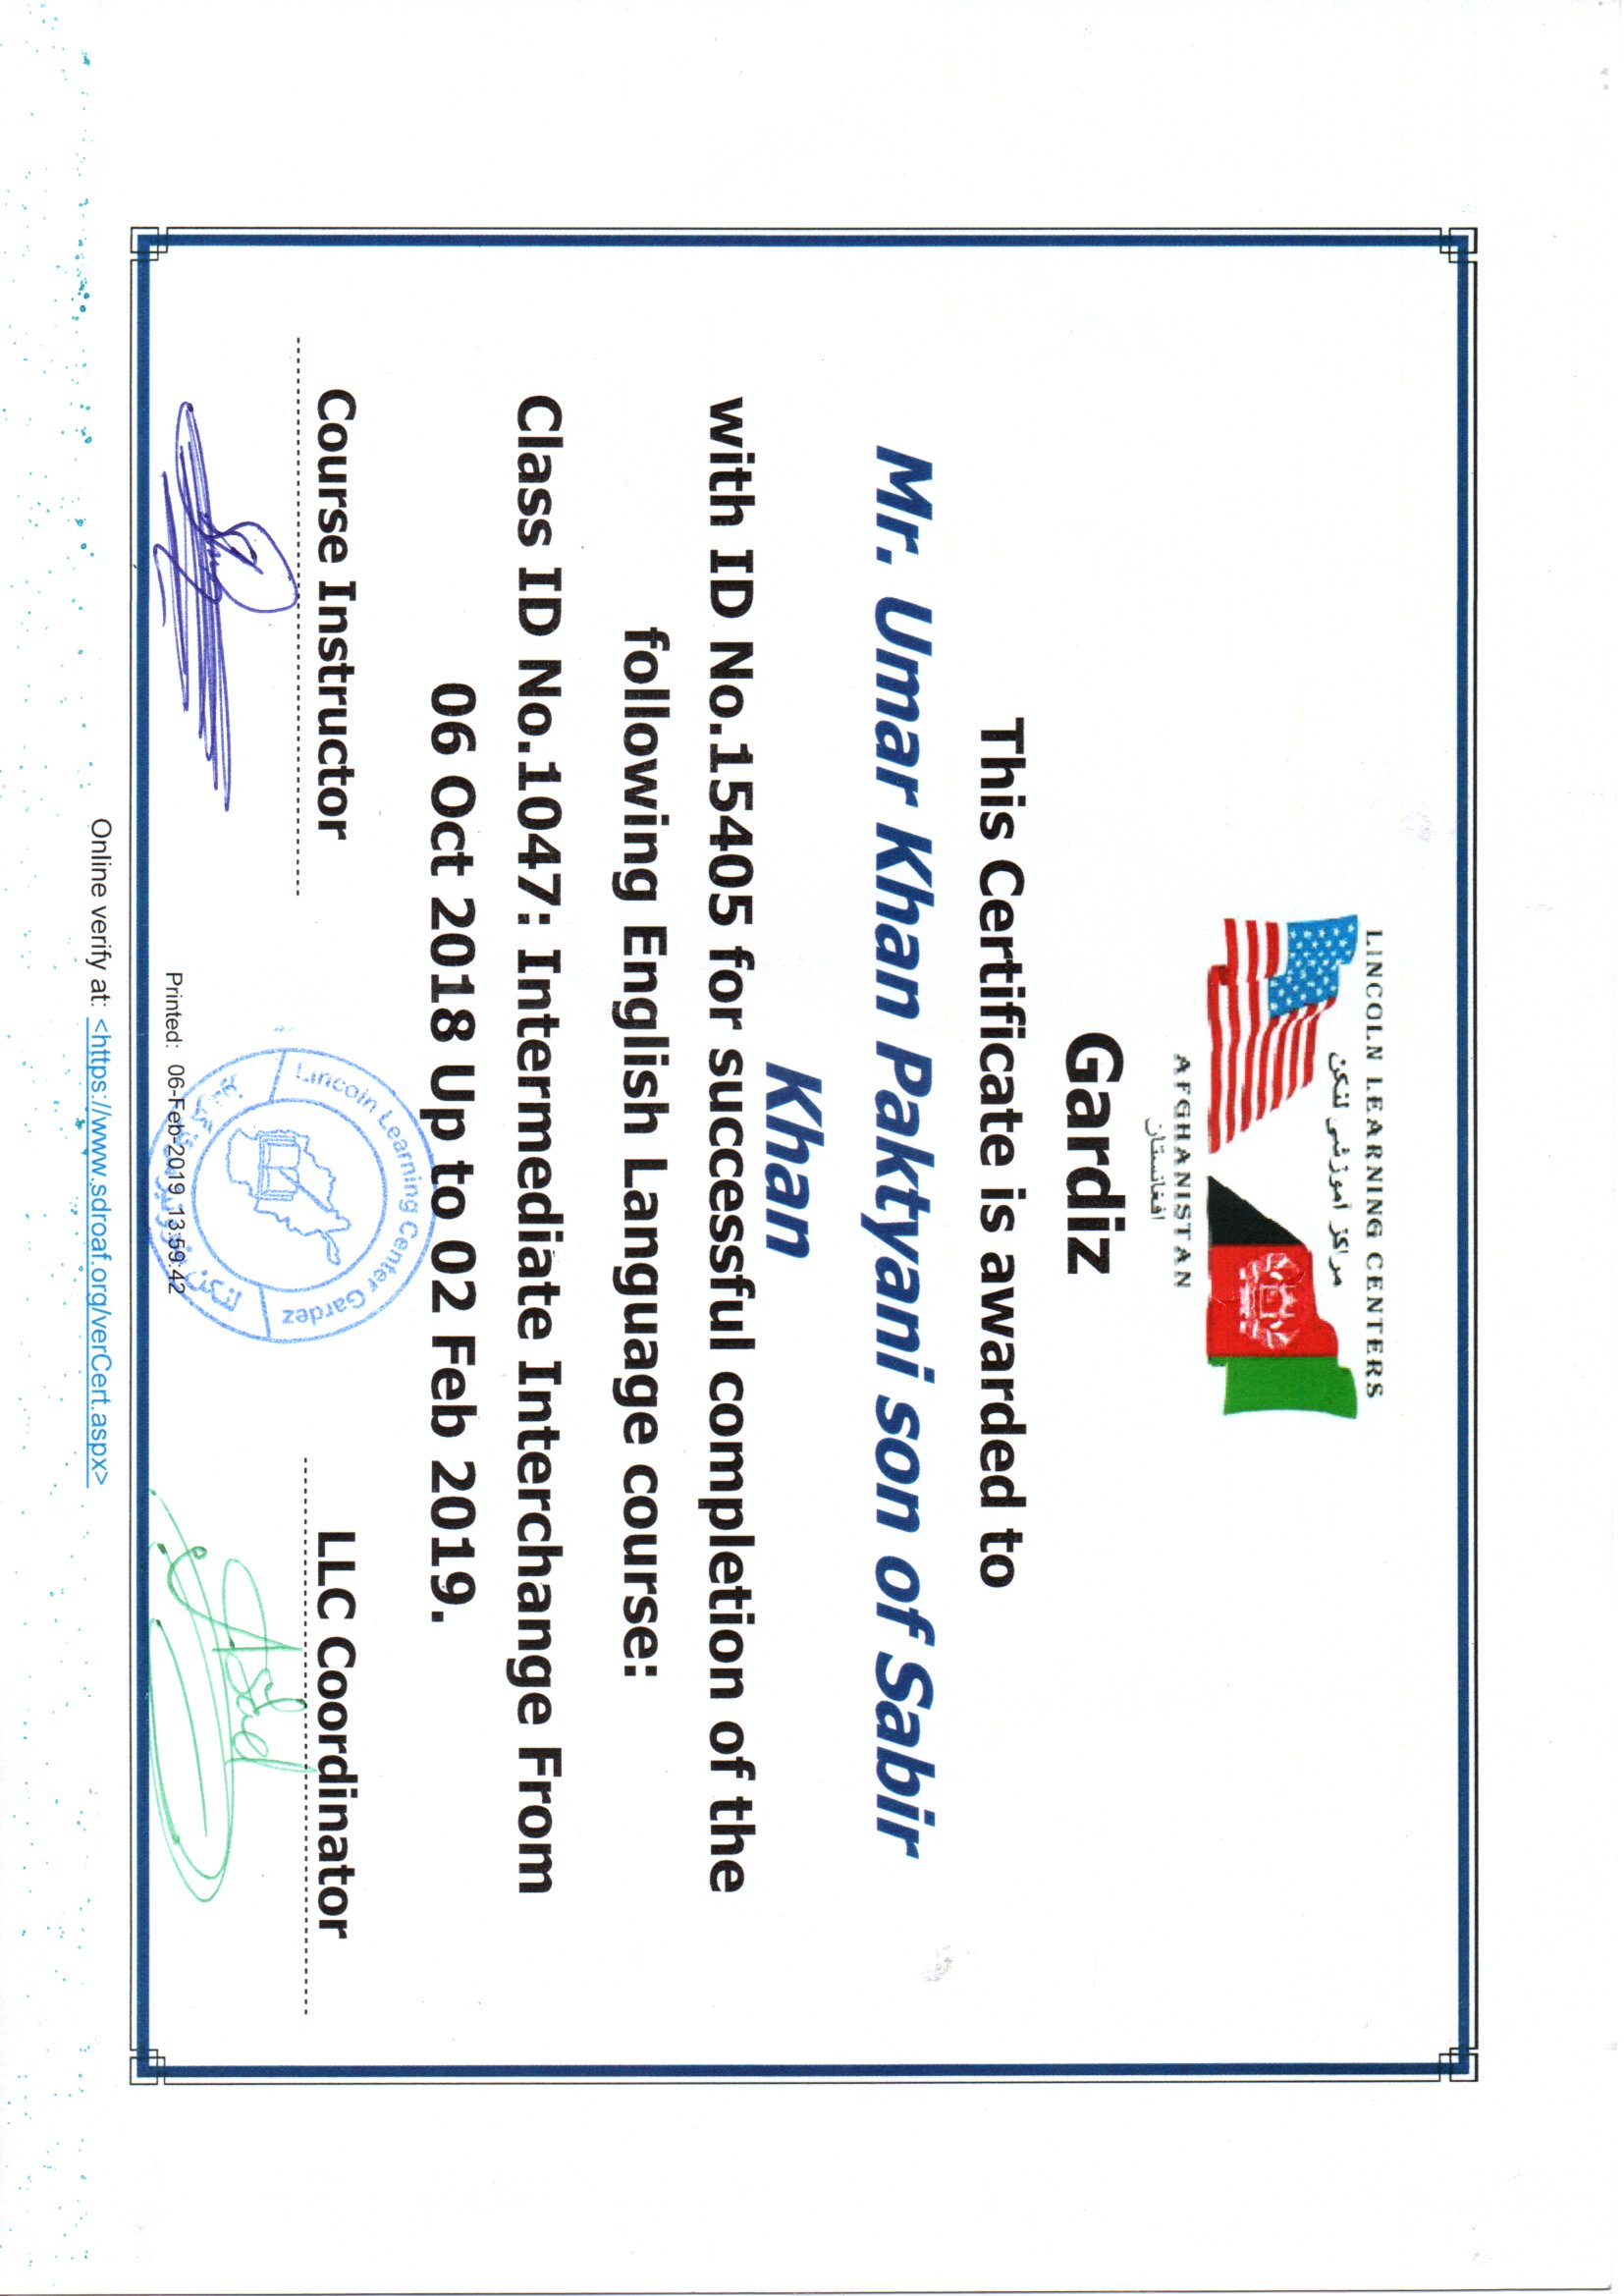 LINCOLN LEARNING CENTERS
مراکز آموزشی لنکن
AFGHANISTAN
افغانستان
Gardiz
This Certificate is awarded to
Mr. Umar Khan Paktyani son of Sabir
Khan
with ID No.15405 for successful completion of the
following English Language course:
Class ID No.1047: Intermediate Interchange From
06 Oct 2018 Up to 02 Feb 2019.
Course Instructor
LLC Coordinator
Lincoln Learning Center Gardez
لنکن
گردیز
Asad
Printed: 06-Feb-2019 13:59:42
Online verify at: <https://www.sdroaf.org/verCert.aspx>